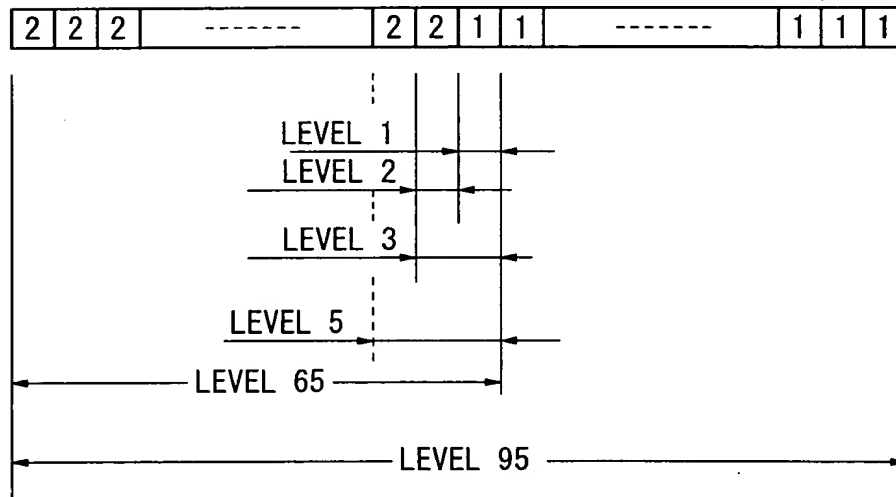 2 2 2 ------- 2 2 1 1 ------- 1 1 1
LEVEL 1
LEVEL 2
LEVEL 3
LEVEL 5
LEVEL 65
LEVEL 95